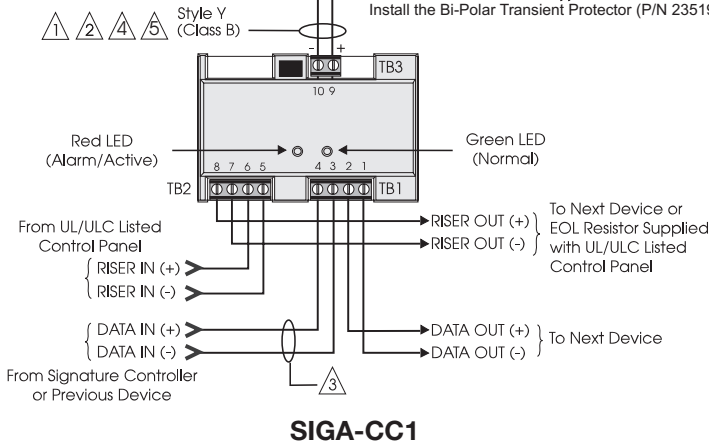 Install the Bi-Polar Transient Protector (P/N 23519
Style Y
(Class B)
1 2 4 5
- +
TB3
10 9
Red LED
(Alarm/Active)
Green LED
(Normal)
8 7 6 5 4 3 2 1
TB2 TB1
From UL/ULC Listed
Control Panel
RISER IN (+)
RISER IN (-)
RISER OUT (+)
RISER OUT (-)
To Next Device or
EOL Resistor Supplied
with UL/ULC Listed
Control Panel
DATA IN (+)
DATA IN (-)
DATA OUT (+)
DATA OUT (-)
To Next Device
From Signature Controller
or Previous Device
3
SIGA-CC1